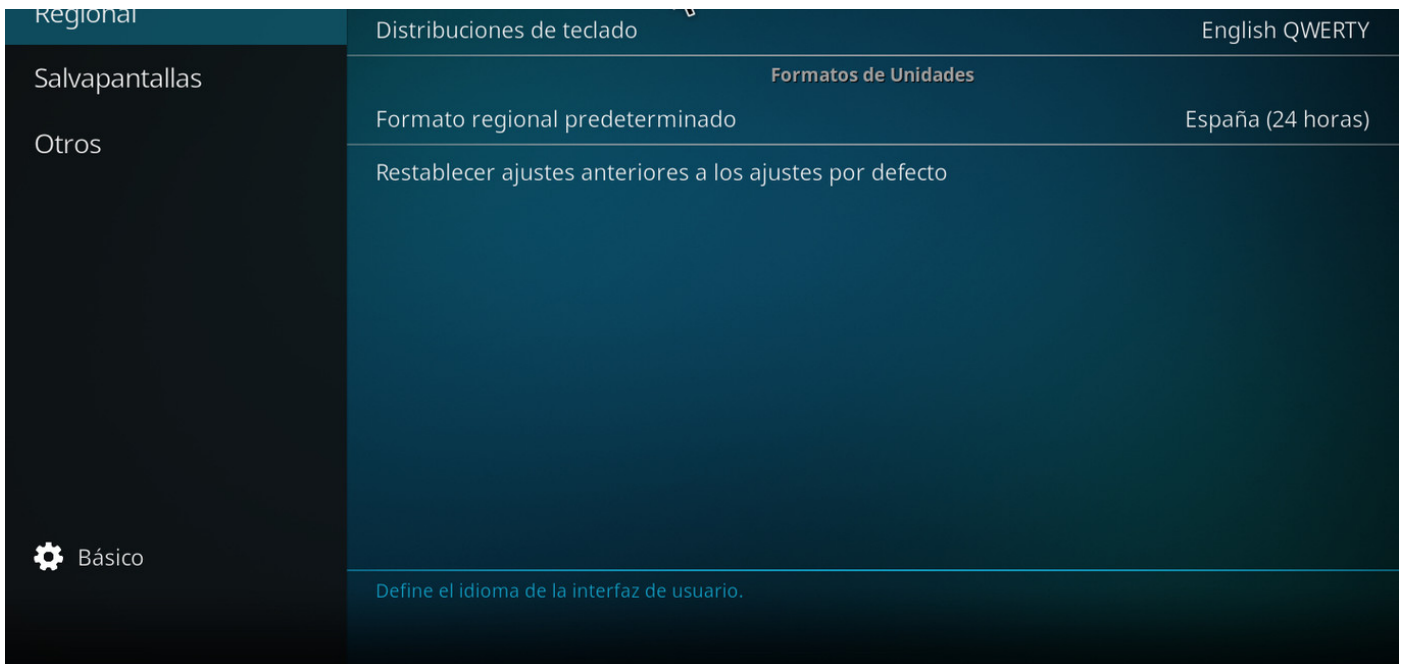 Regional
Distribuciones de teclado English QWERTY
Salvapantallas
Formatos de Unidades
Formato regional predeterminado España (24 horas)
Otros
Restablecer ajustes anteriores a los ajustes por defecto
Básico
Define el idioma de la interfaz de usuario.